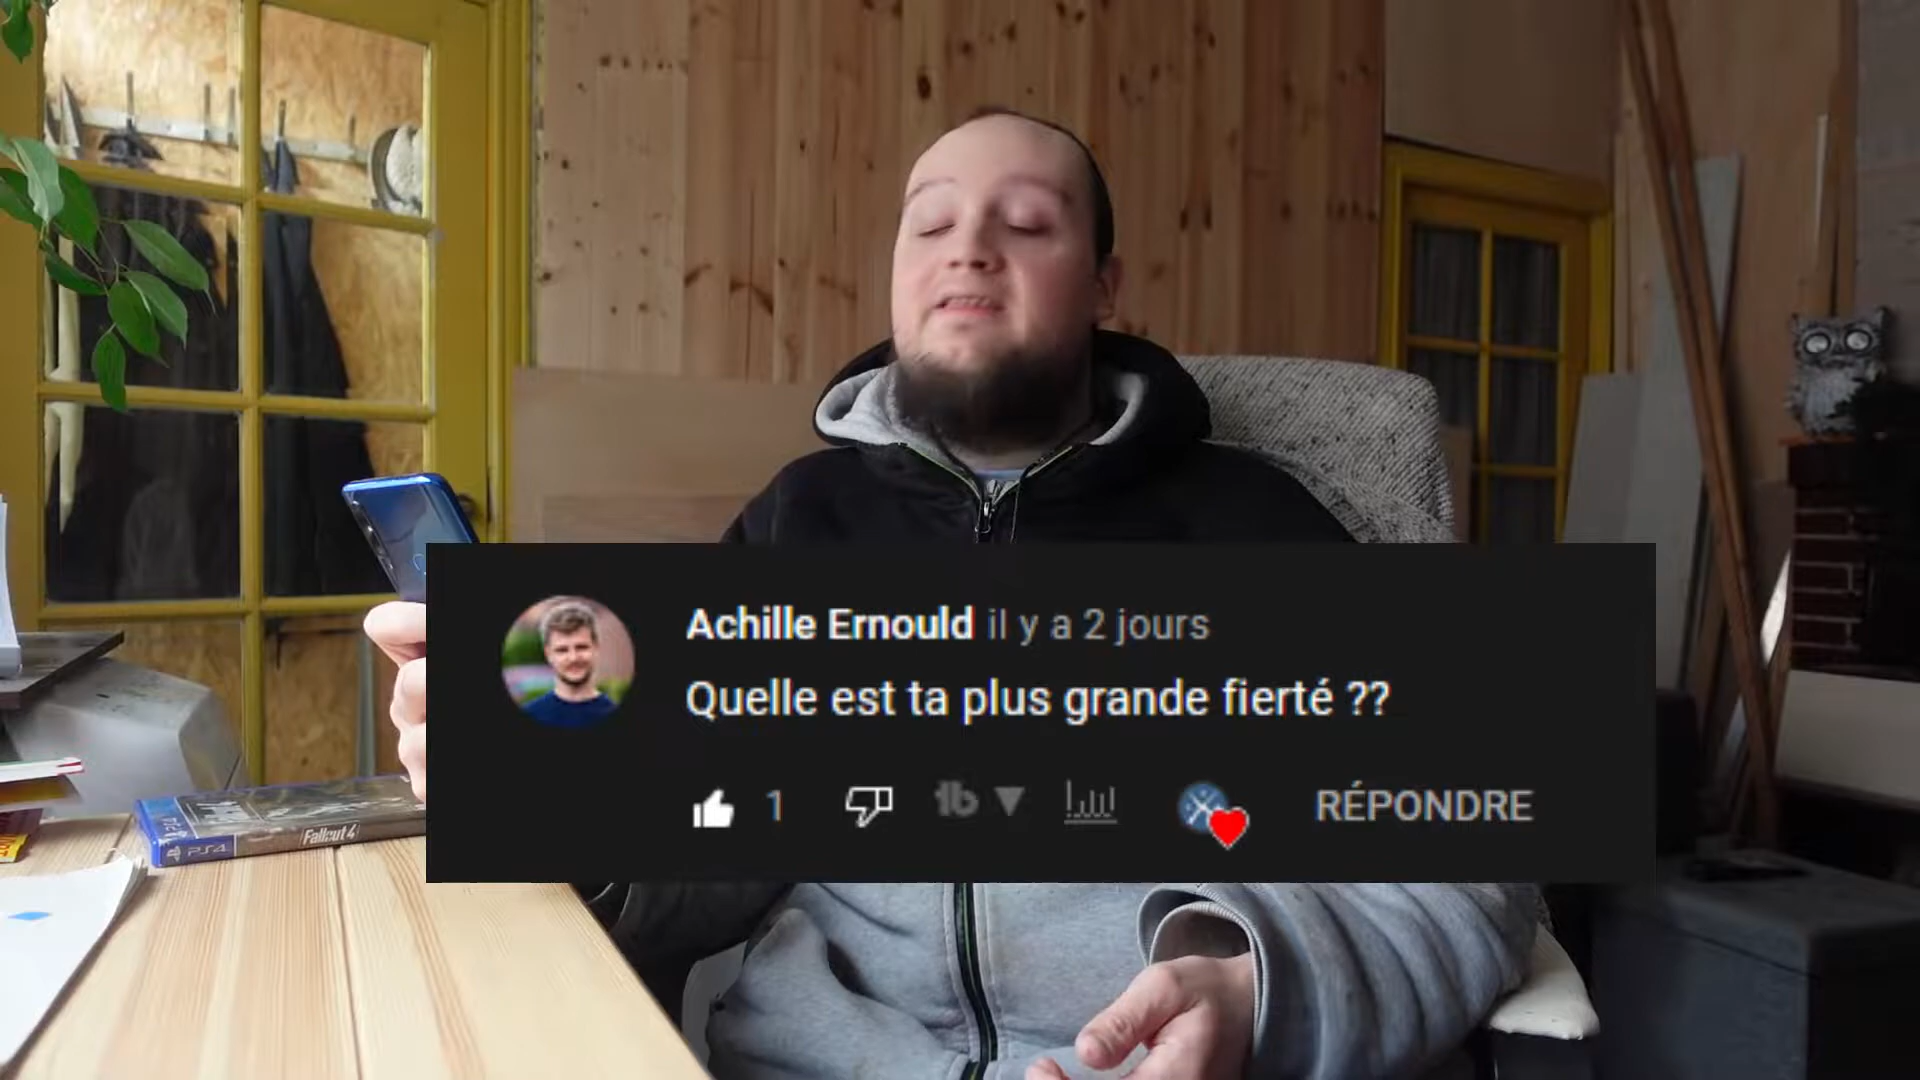 Achille Ernould il y a 2 jours
Quelle est ta plus grande fierté ??
1
RÉPONDRE
Fallout 4
PS4